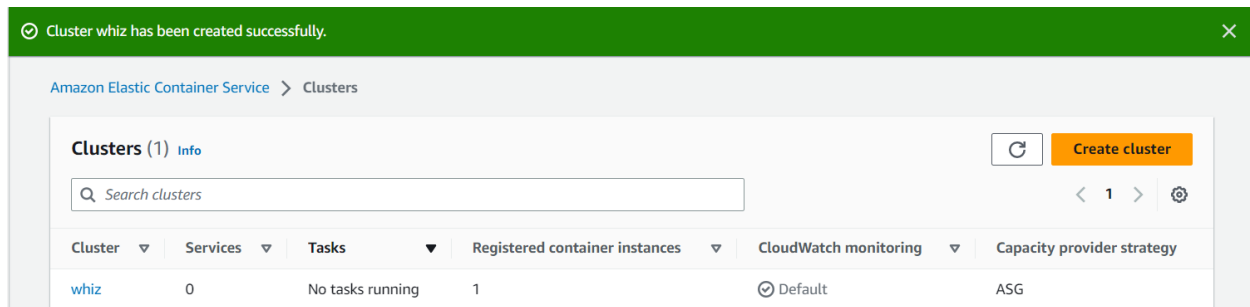 Cluster whiz has been created successfully.
Amazon Elastic Container Service > Clusters
Clusters (1) Info
Create cluster
Search clusters
< 1 >
Cluster Services Tasks Registered container instances CloudWatch monitoring Capacity provider strategy
whiz 0 No tasks running 1 Default ASG